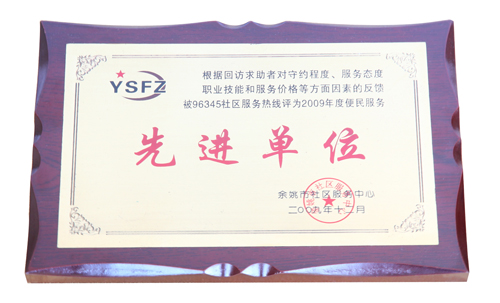 YSFZ
根据回访求助者对守约程度、服务态度
职业技能和服务价格等方面因素的反馈
被96345社区服务热线评为2009年度便民服务
先进单位
余姚市社区服务中心
二〇〇九年十二月